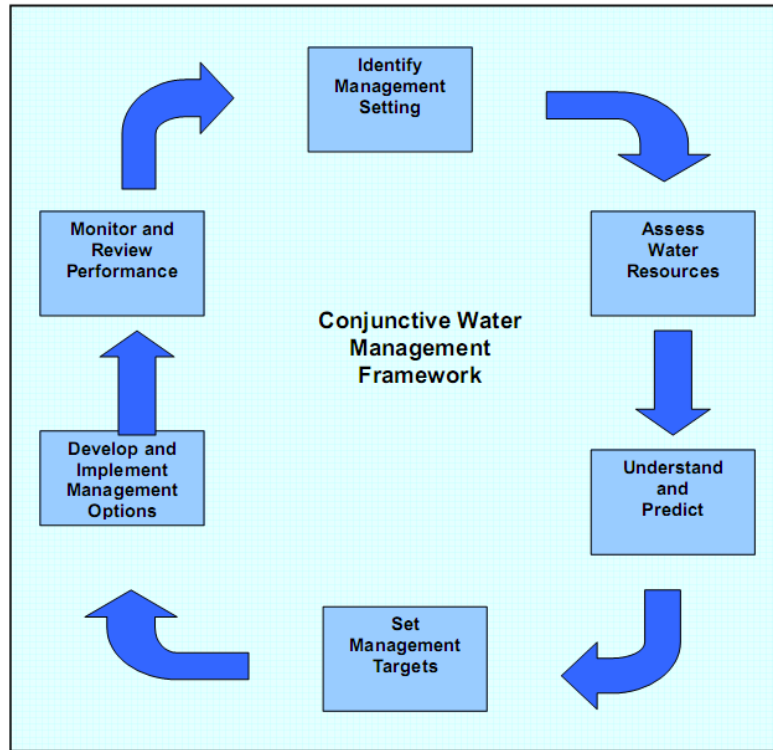 Identify
Management
Setting
Assess
Water
Resources
Understand
and
Predict
Set
Management
Targets
Develop and
Implement
Management
Options
Monitor and
Review
Performance
Conjunctive Water
Management
Framework